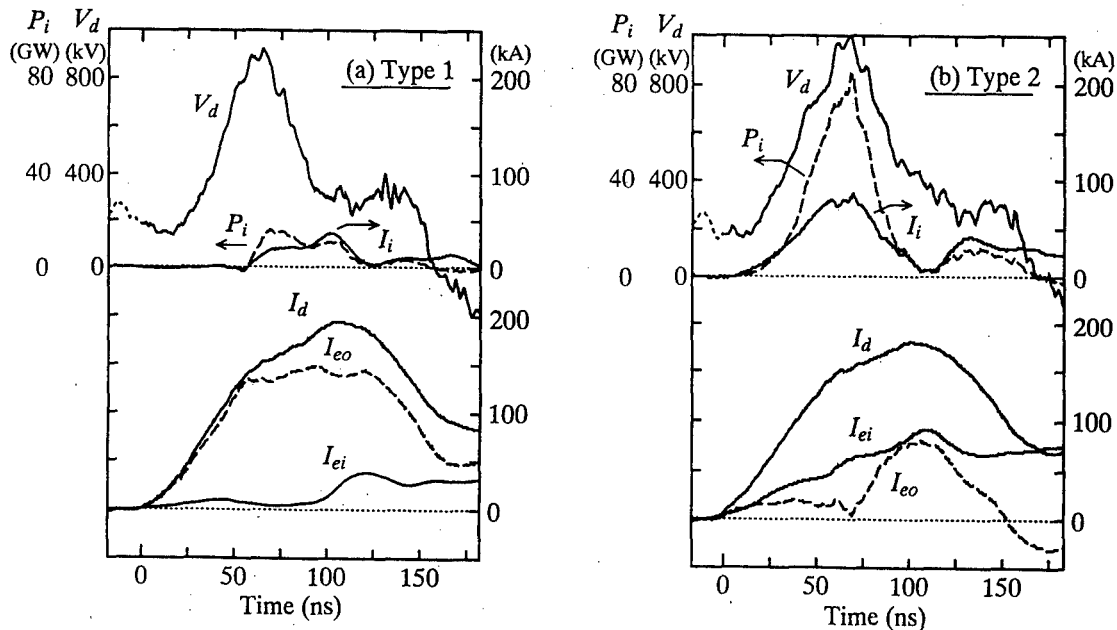 P_i V_d
(GW) (kV) (kA)
80 800 200
(a) Type 1
V_d
40 400 100
P_i
I_i
0 0 0
I_d 200
I_eo
100
I_ei
0
0 50 100 150
Time (ns)
P_i V_d
(GW) (kV) (kA)
80 800 200
(b) Type 2
V_d
P_i
40 400 100
I_i
0 0 0
I_d 200
I_ei 100
I_eo
0
0 50 100 150
Time (ns)